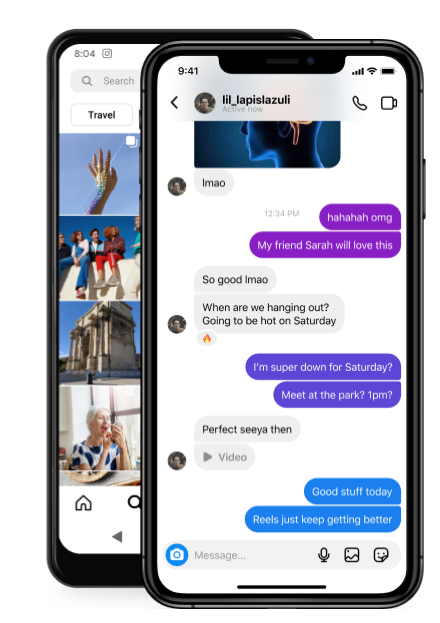 8:04
Search
Travel
9:41
lil_lapislazuli
Active now
lmao
12:34 PM
hahahah omg
My friend Sarah will love this
So good lmao
When are we hanging out?
Going to be hot on Saturday
I'm super down for Saturday?
Meet at the park? 1pm?
Perfect seeya then
Video
Good stuff today
Reels just keep getting better
Message...